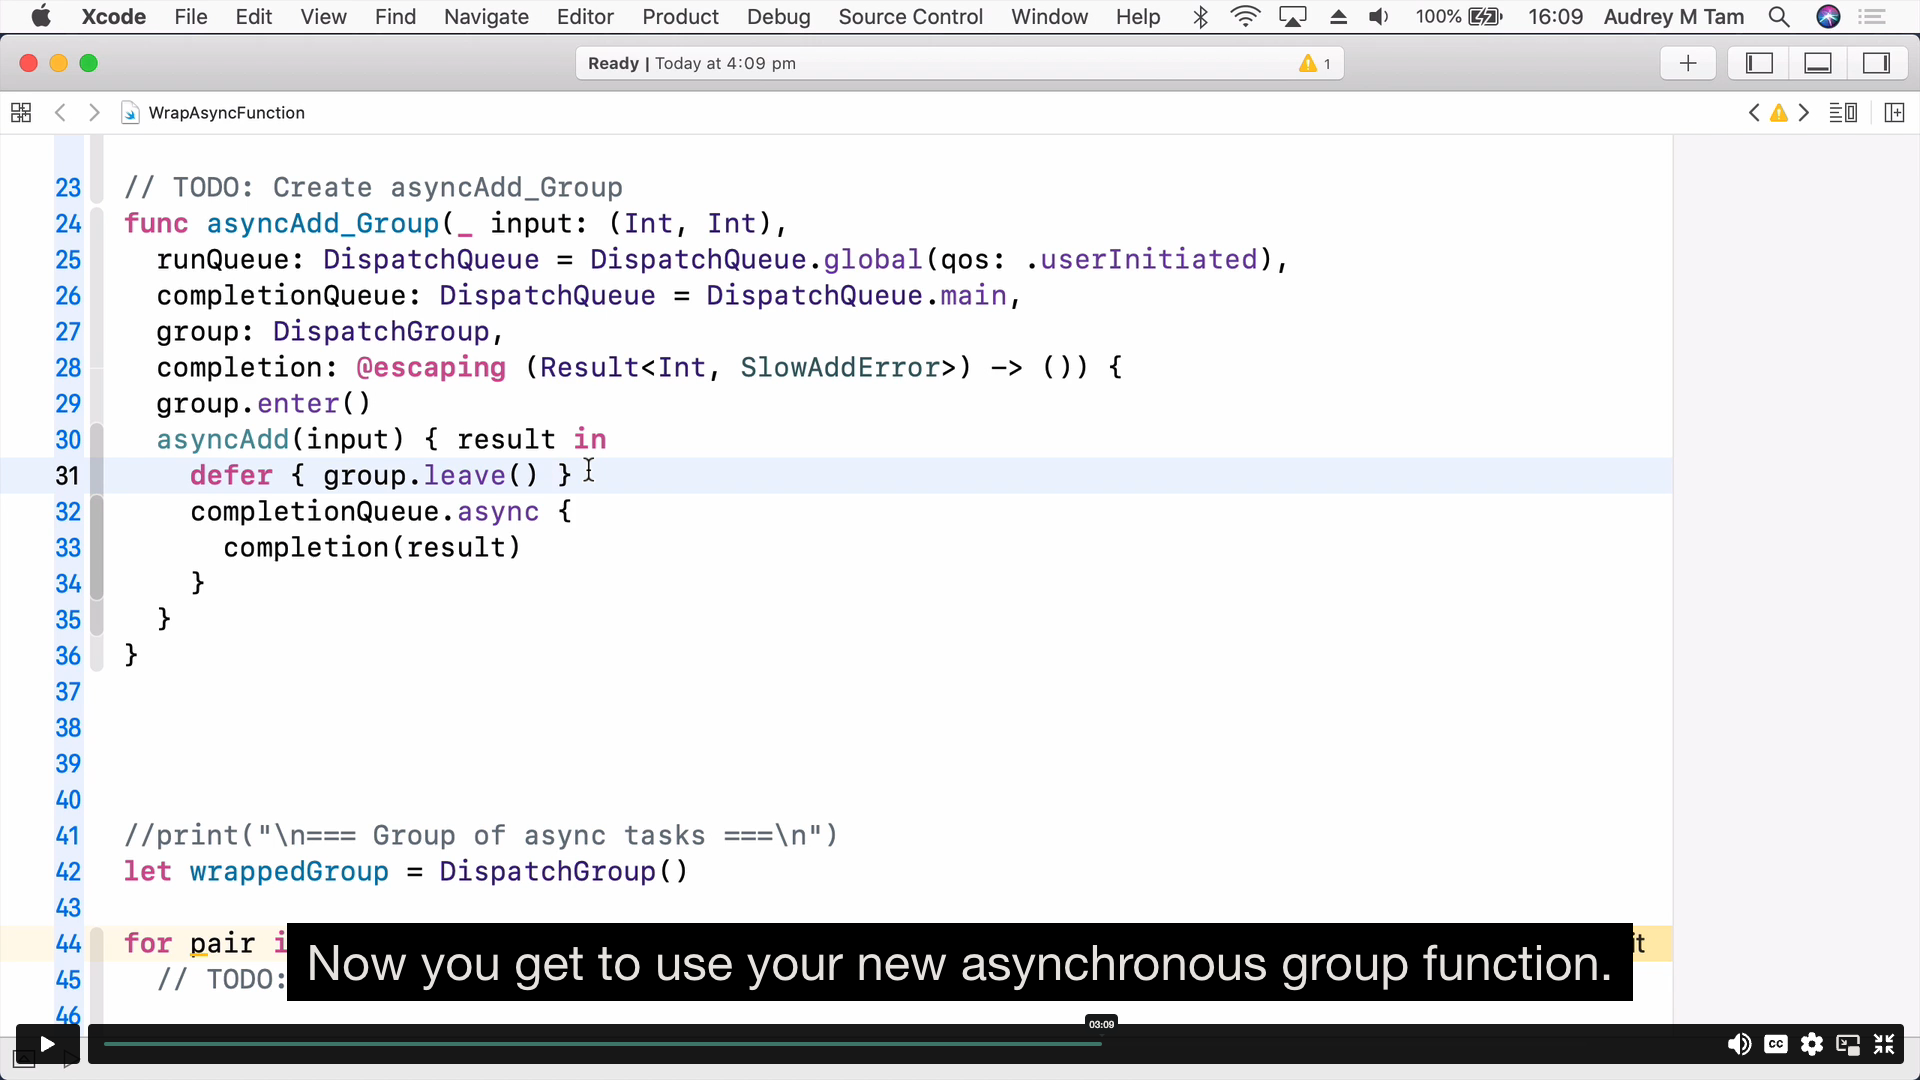 Xcode File Edit View Find Navigate Editor Product Debug Source Control Window Help 100% 16:09 Audrey M Tam
Ready | Today at 4:09 pm 1
WrapAsyncFunction
23 // TODO: Create asyncAdd_Group
24 func asyncAdd_Group(_ input: (Int, Int),
25 runQueue: DispatchQueue = DispatchQueue.global(qos: .userInitiated),
26 completionQueue: DispatchQueue = DispatchQueue.main,
27 group: DispatchGroup,
28 completion: @escaping (Result<Int, SlowAddError>) -> ()) {
29 group.enter()
30 asyncAdd(input) { result in
31 defer { group.leave() }
32 completionQueue.async {
33 completion(result)
34 }
35 }
36 }
37
38
39
40
41 //print("\n=== Group of async tasks ===\n")
42 let wrappedGroup = DispatchGroup()
43
44 for pair i
45 // TODO:
46
Now you get to use your new asynchronous group function.
03:09
CC